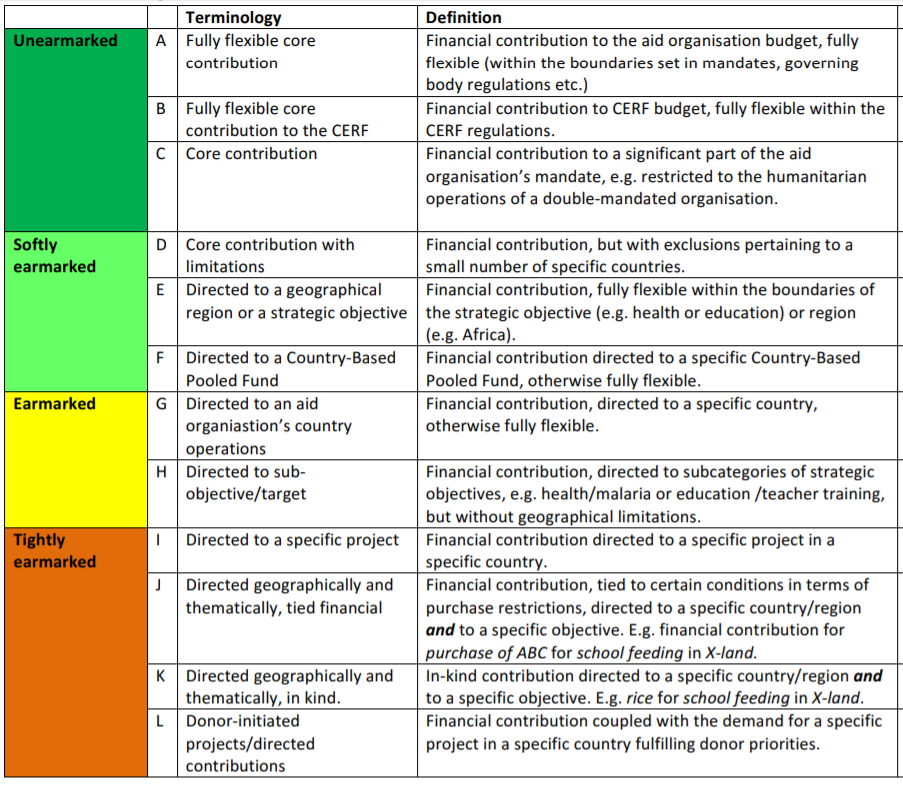 Terminology Definition
Unearmarked A Fully flexible core Financial contribution to the aid organisation budget, fully
contribution flexible (within the boundaries set in mandates, governing
body regulations etc.)
B Fully flexible core Financial contribution to CERF budget, fully flexible within the
contribution to the CERF CERF regulations.
C Core contribution Financial contribution to a significant part of the aid
organisation's mandate, e.g. restricted to the humanitarian
operations of a double-mandated organisation.
Softly D Core contribution with Financial contribution, but with exclusions pertaining to a
earmarked limitations small number of specific countries.
E Directed to a geographical Financial contribution, fully flexible within the boundaries of
region or a strategic objective the strategic objective (e.g. health or education) or region
(e.g. Africa).
F Directed to a Country-Based Financial contribution directed to a specific Country-Based
Pooled Fund Pooled Fund, otherwise fully flexible.
Earmarked G Directed to an aid Financial contribution, directed to a specific country,
organiastion's country otherwise fully flexible.
operations
H Directed to sub- Financial contribution, directed to subcategories of strategic
objective/target objectives, e.g. health/malaria or education /teacher training,
but without geographical limitations.
Tightly I Directed to a specific project Financial contribution directed to a specific project in a
earmarked specific country.
J Directed geographically and Financial contribution, tied to certain conditions in terms of
thematically, tied financial purchase restrictions, directed to a specific country/region
and to a specific objective. E.g. financial contribution for
purchase of ABC for school feeding in X-land.
K Directed geographically and In-kind contribution directed to a specific country/region and
thematically, in kind. to a specific objective. E.g. rice for school feeding in X-land.
L Donor-initiated Financial contribution coupled with the demand for a specific
projects/directed project in a specific country fulfilling donor priorities.
contributions